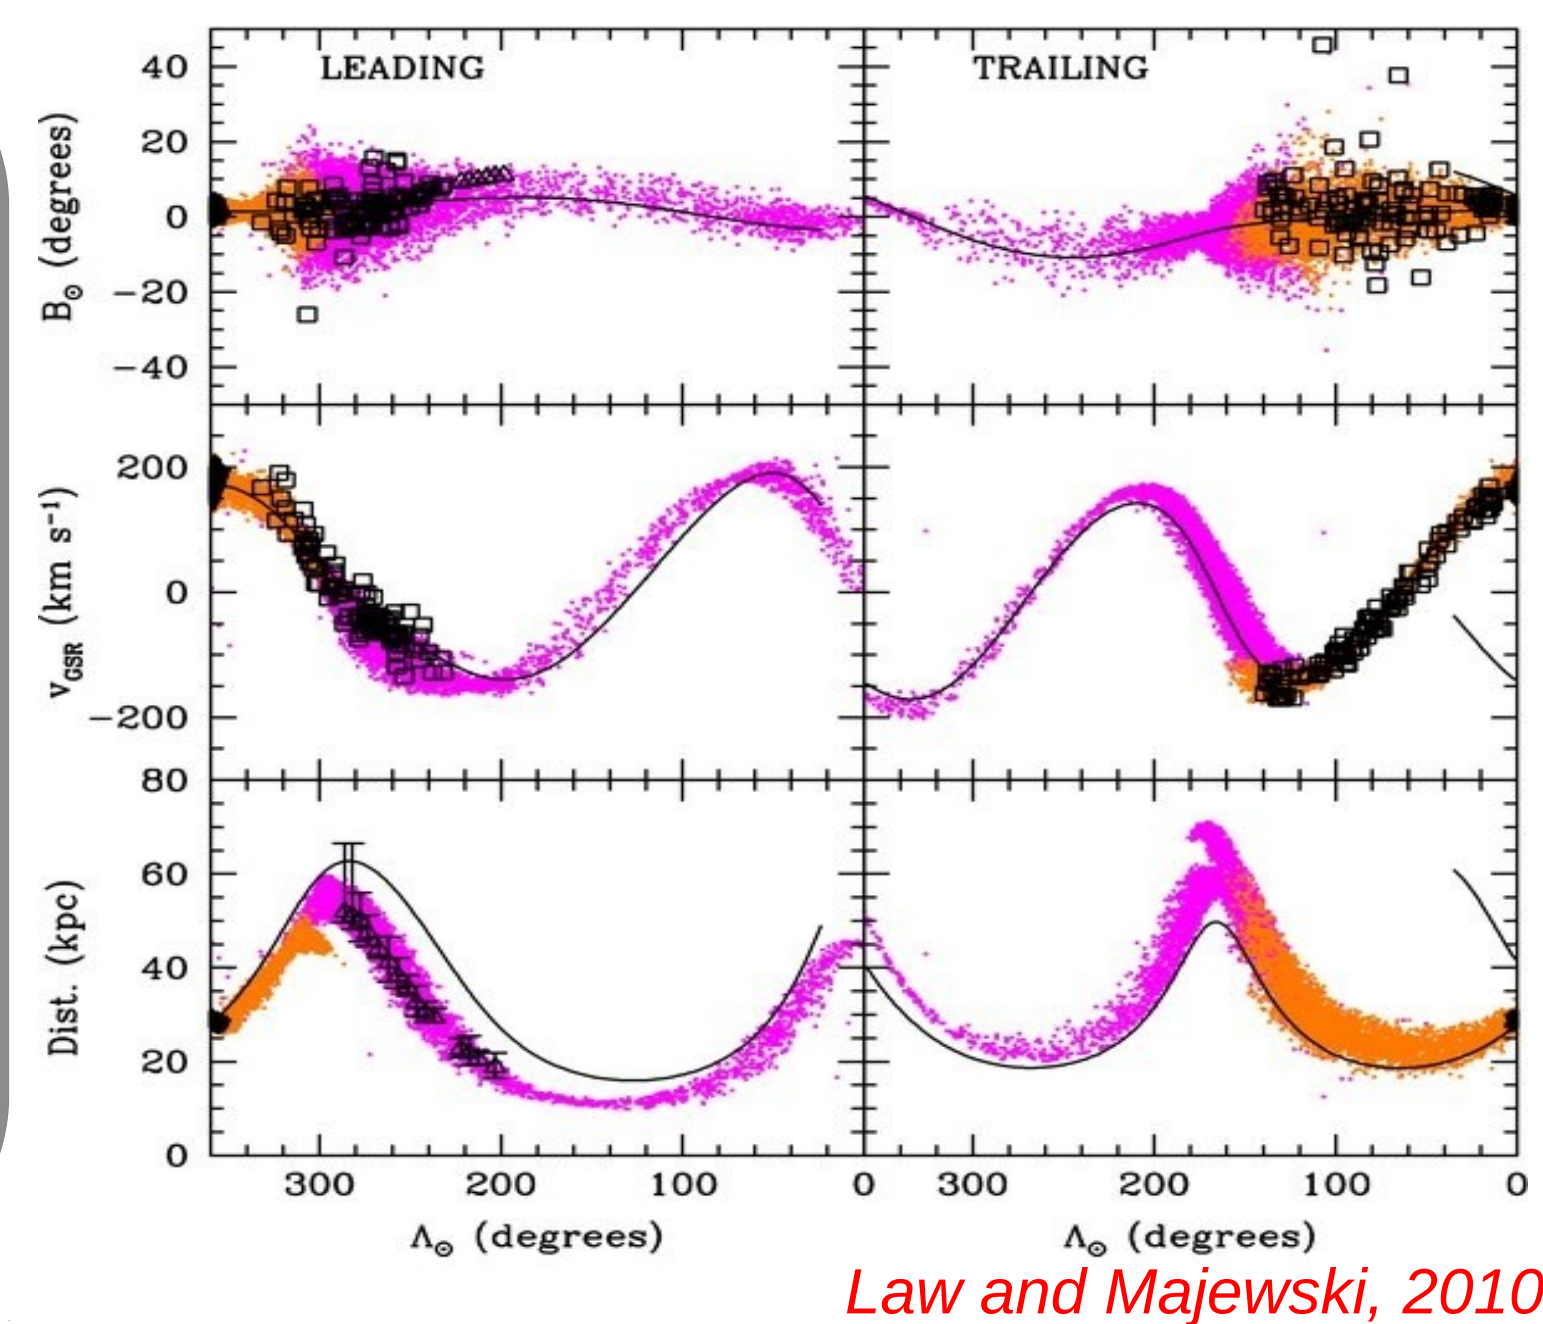 LEADING
TRAILING
40
20
0
−20
−40
B⊙ (degrees)
200
0
−200
vGSR (km s⁻¹)
80
60
40
20
0
Dist. (kpc)
300 200 100 0 300 200 100 0
Λ⊙ (degrees) Λ⊙ (degrees)
Law and Majewski, 2010